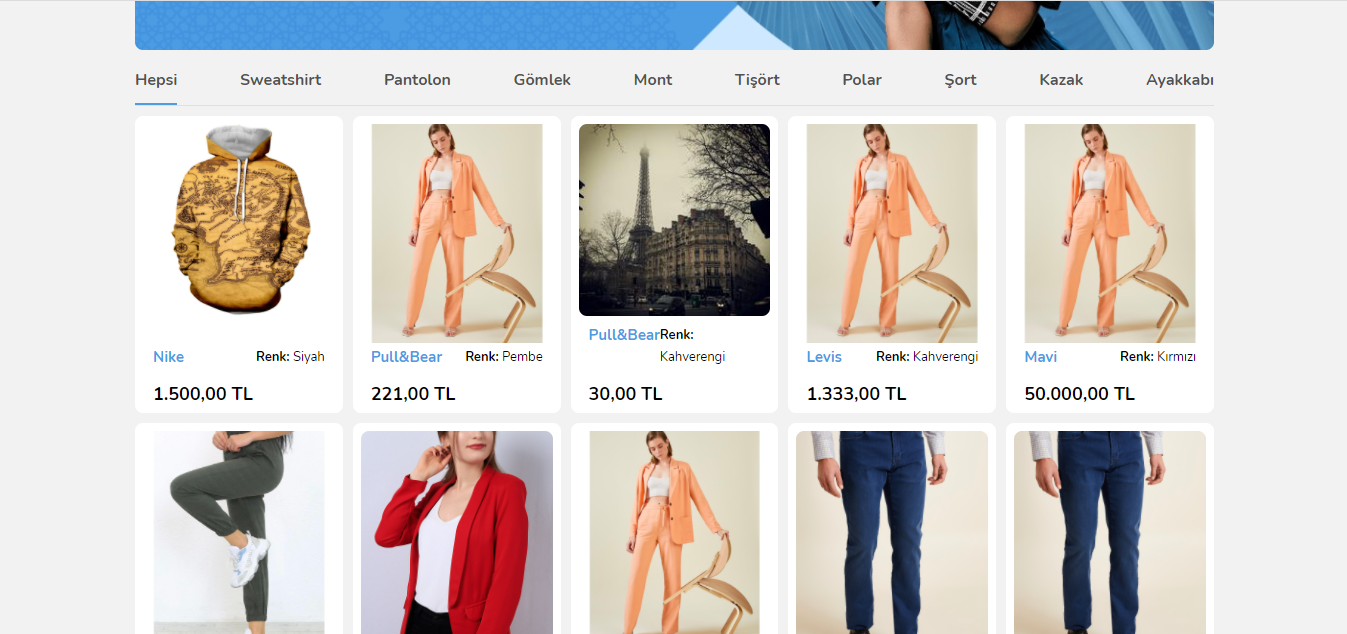 Hepsi Sweatshirt Pantolon Gömlek Mont Tişört Polar Şort Kazak Ayakkabı
Nike Renk: Siyah
1.500,00 TL
Pull&Bear Renk: Pembe
221,00 TL
Pull&Bear Renk:
Kahverengi
30,00 TL
Levis Renk: Kahverengi
1.333,00 TL
Mavi Renk: Kırmızı
50.000,00 TL